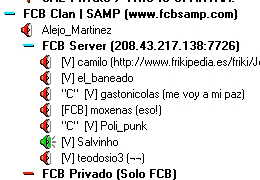 FCB Clan | SAMP (www.fcbsamp.com)
Alejo_Martinez
FCB Server (208.43.217.138:7726)
[V] camilo (http://www.frikipedia.es/friki/
[V] el_baneado
"C" [V] gastonicolas (me voy a mi paz)
[FCB] moxenas (eso!)
"C" [V] Poli_punk
[V] Salvinho
[V] teodosio3 (~~)
FCB Privado (Solo FCB)